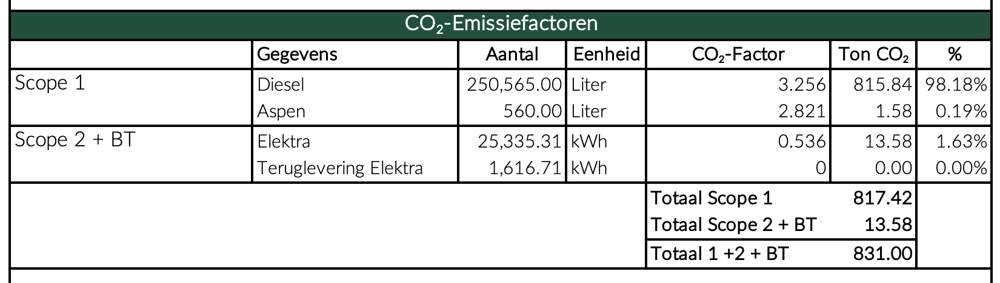 CO₂-Emissiefactoren
Gegevens Aantal Eenheid CO₂-Factor Ton CO₂ %
Scope 1 Diesel 250,565.00 Liter 3.256 815.84 98.18%
Aspen 560.00 Liter 2.821 1.58 0.19%
Scope 2 + BT Elektra 25,335.31 kWh 0.536 13.58 1.63%
Teruglevering Elektra 1,616.71 kWh 0 0.00 0.00%
Totaal Scope 1 817.42
Totaal Scope 2 + BT 13.58
Totaal 1 +2 + BT 831.00